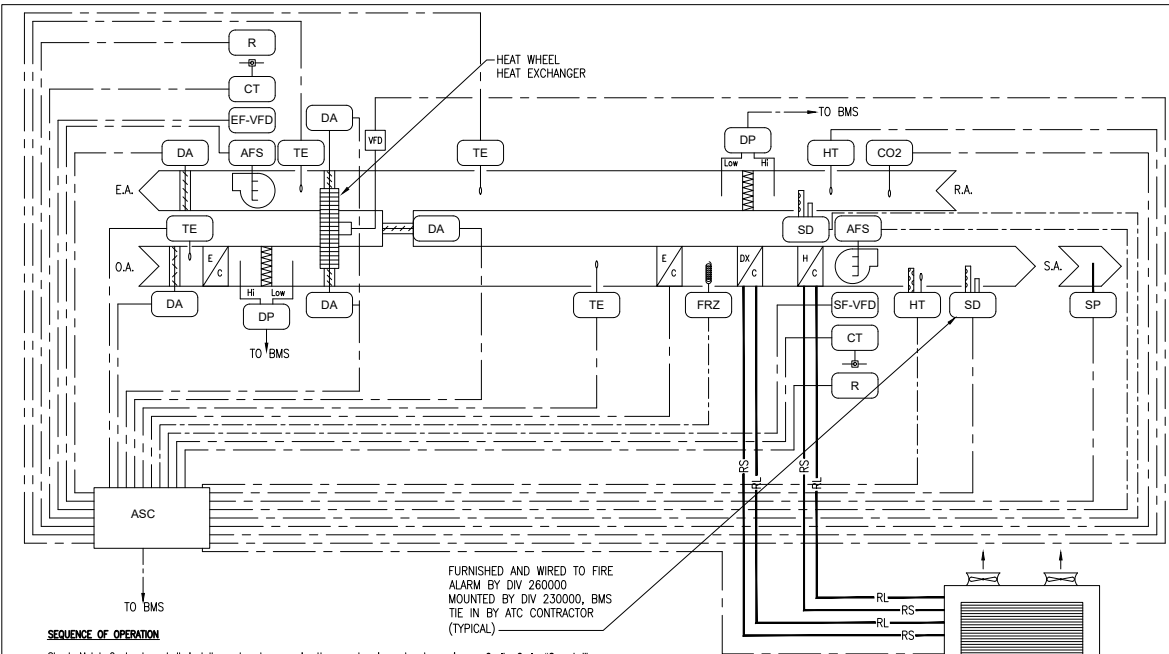 R
CT
EF-VFD
DA
AFS
TE
DA
VFD
HEAT WHEEL
HEAT EXCHANGER
TE
DP
TO BMS
Low
Hi
HT
CO2
E.A.
R.A.
TE
DA
SD
AFS
O.A.
E
C
E
C
DX
C
H
C
S.A.
DA
Hi
Low
DP
DA
TE
FRZ
SF-VFD
HT
SD
SP
TO BMS
CT
R
RS
RL
RS
RL
ASC
FURNISHED AND WIRED TO FIRE
ALARM BY DIV 260000
MOUNTED BY DIV 230000, BMS
TIE IN BY ATC CONTRACTOR
(TYPICAL)
RL
RS
RL
RS
TO BMS
SEQUENCE OF OPERATION